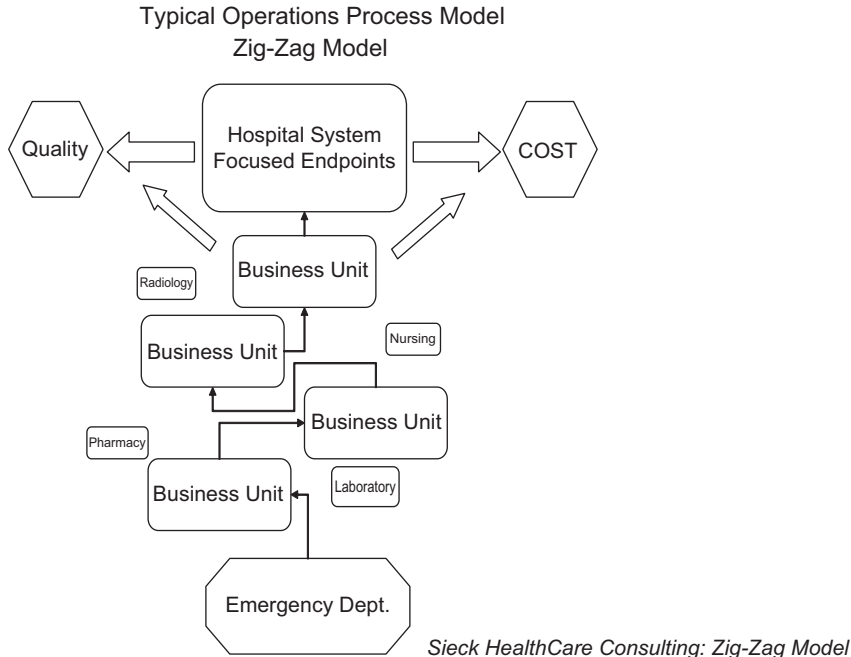 Typical Operations Process Model
Zig-Zag Model
Quality
Hospital System
Focused Endpoints
COST
Business Unit
Radiology
Business Unit
Nursing
Business Unit
Pharmacy
Business Unit
Laboratory
Emergency Dept.
Sieck HealthCare Consulting: Zig-Zag Model